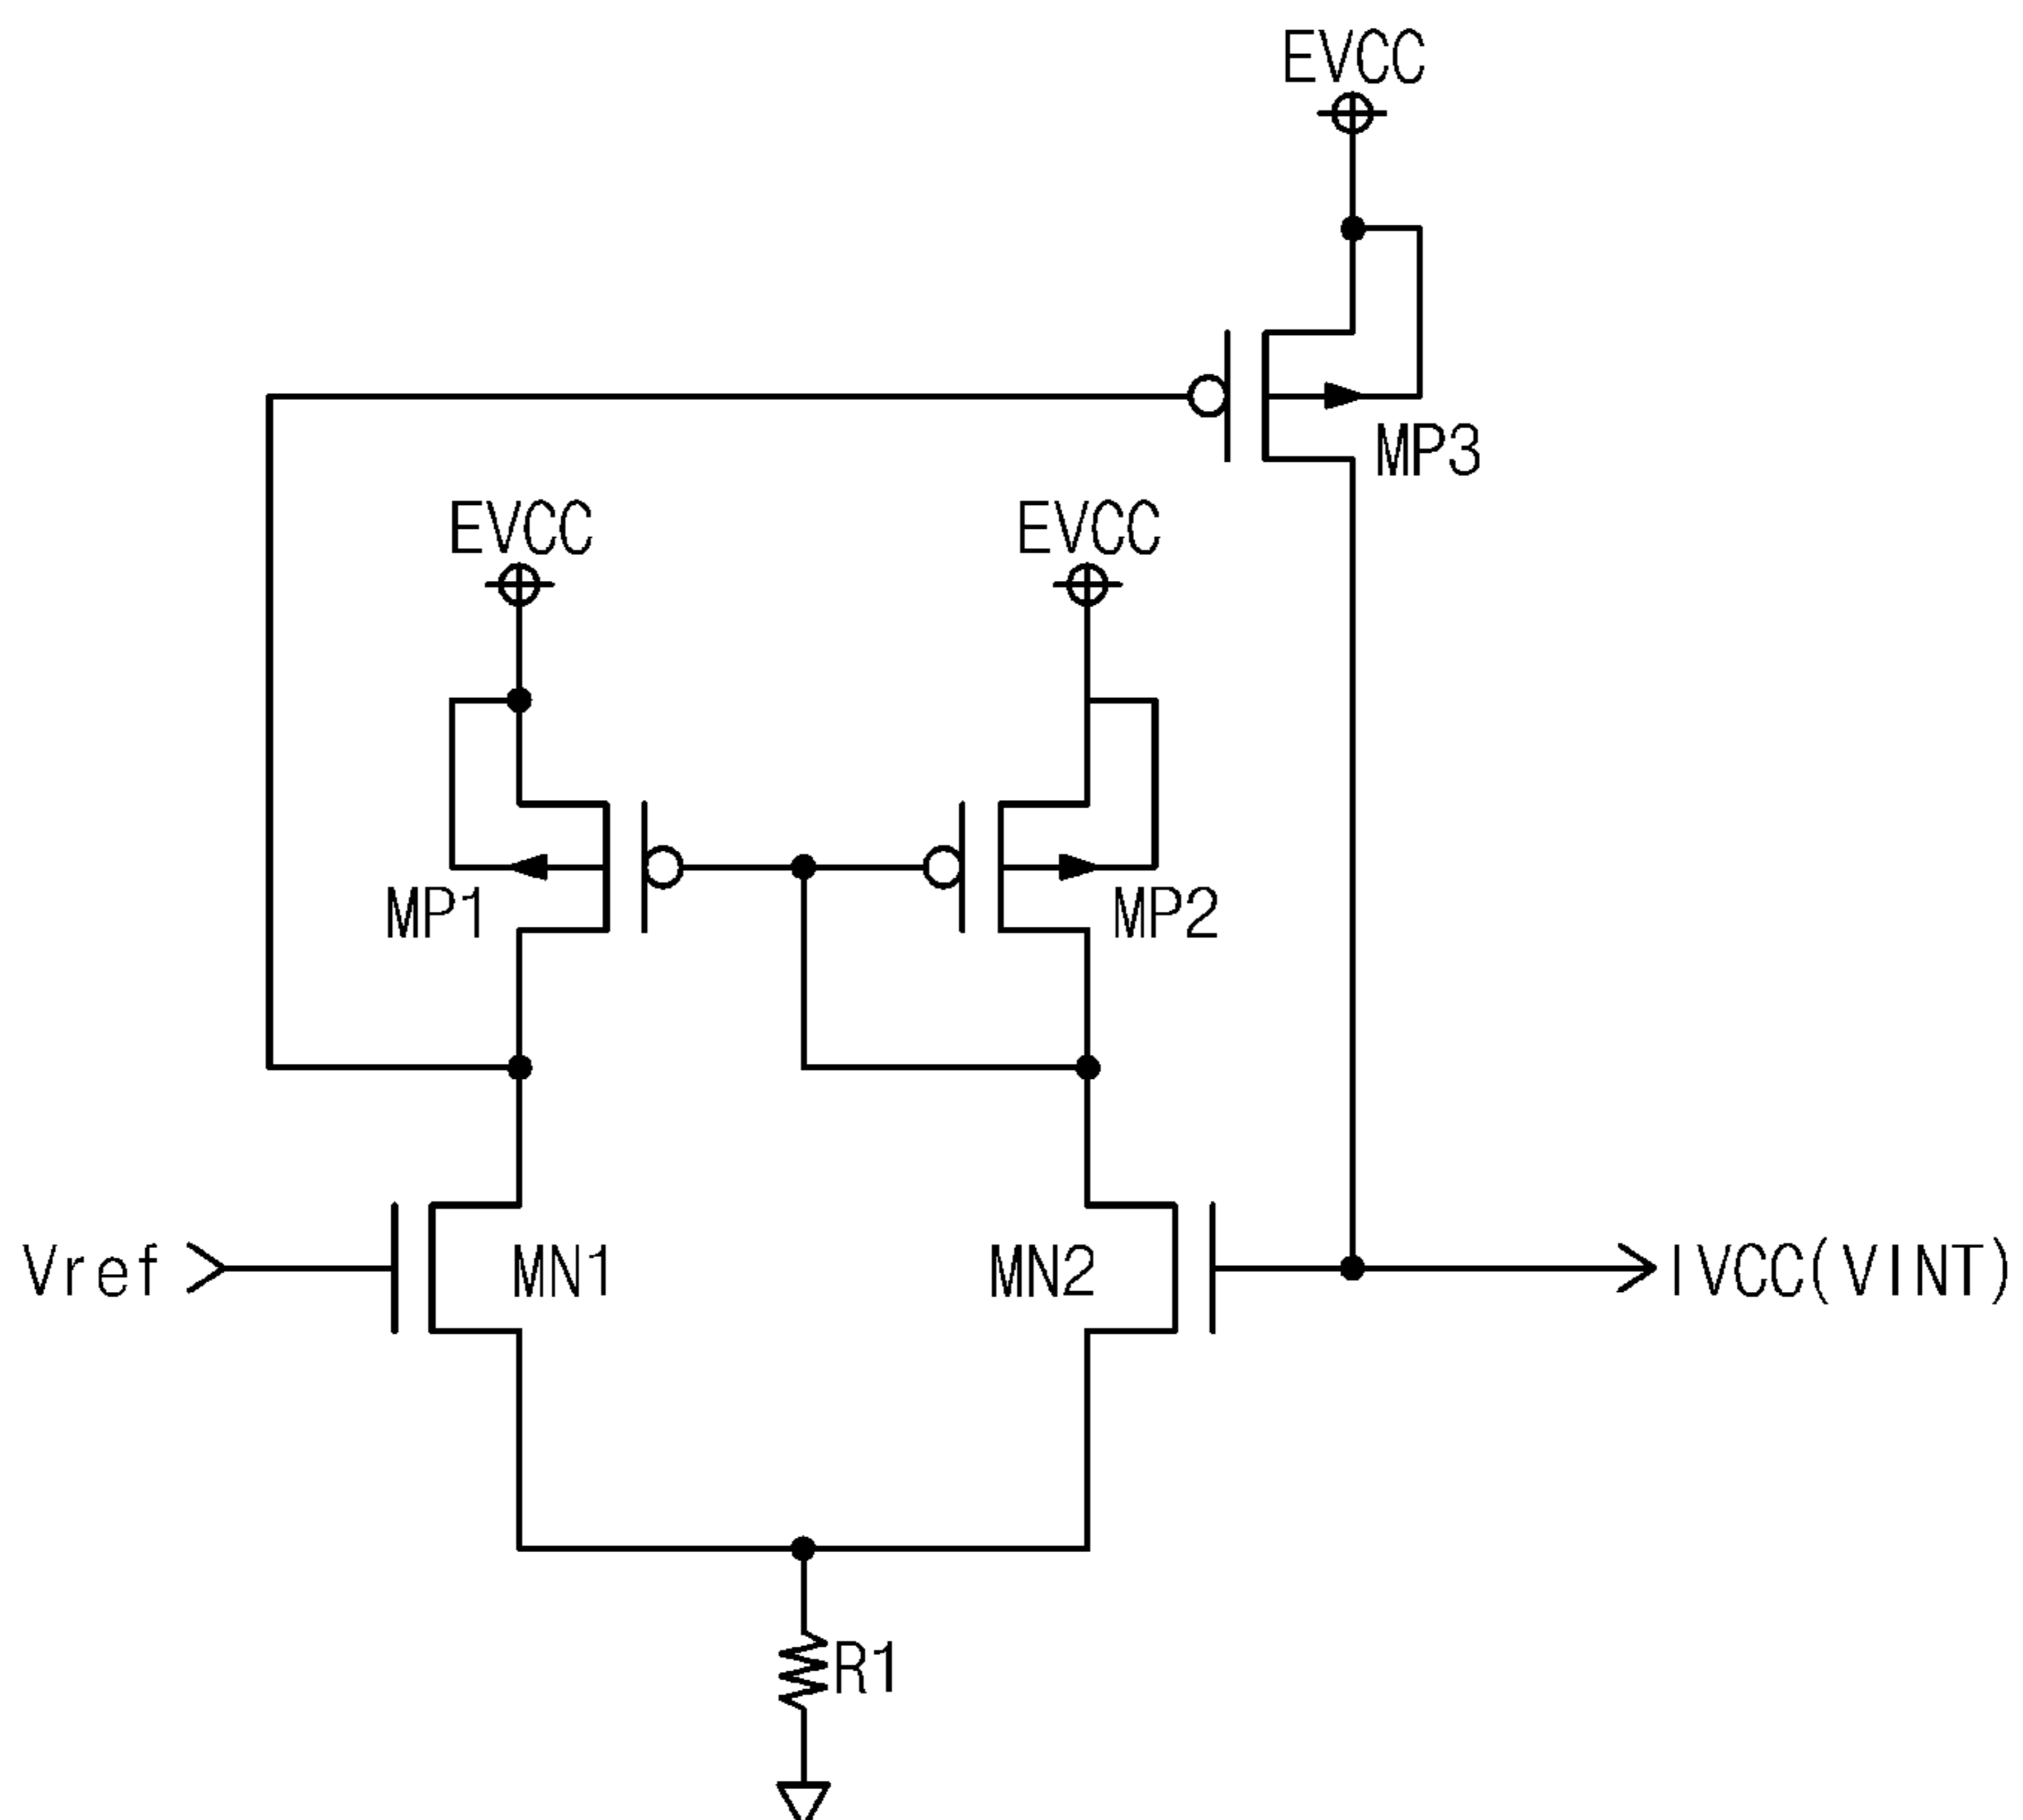 EVCC
MP3
EVCC
EVCC
MP1
MP2
Vref
MN1
MN2
IVCC(VINT)
R1